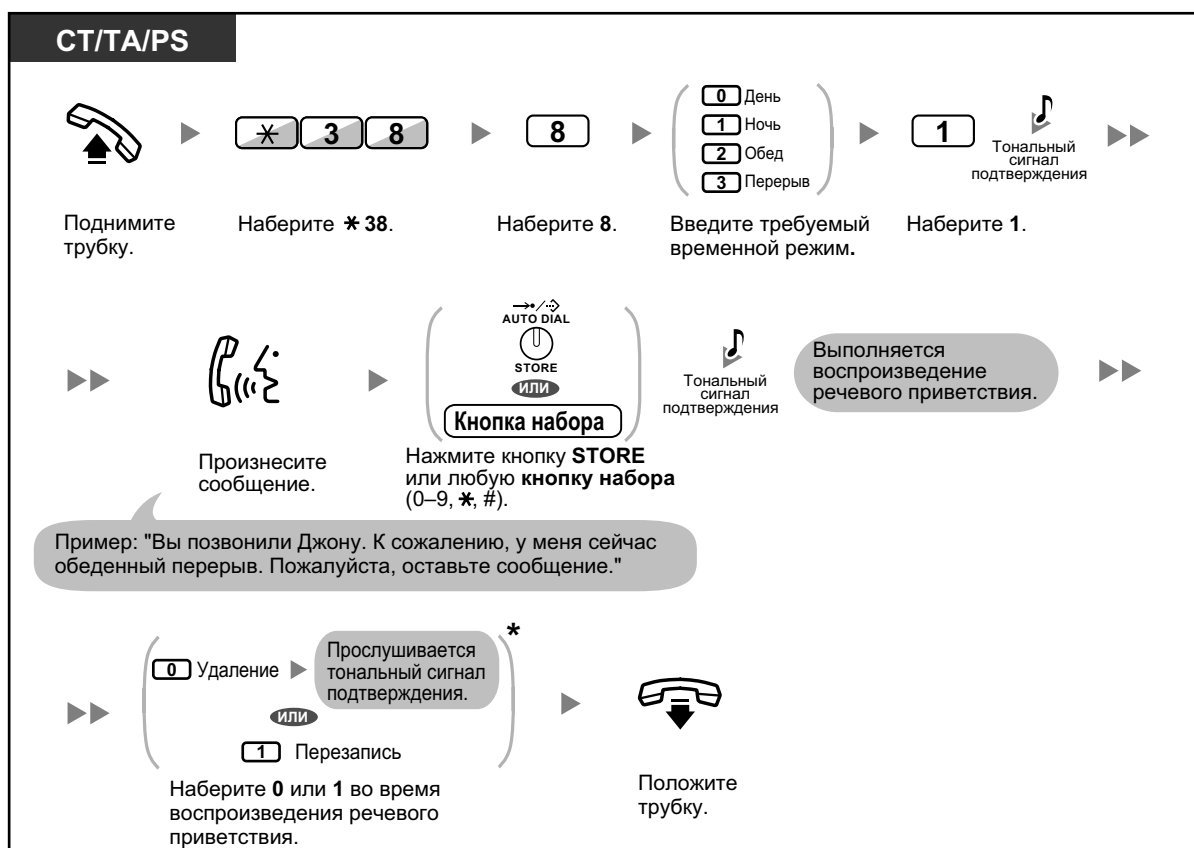 CT/TA/PS
✳ 3 8
8
0 День
1 Ночь
2 Обед
3 Перерыв
1
Тональный
сигнал
подтверждения
Поднимите
трубку.
Наберите ✳ 38.
Наберите 8.
Введите требуемый
временной режим.
Наберите 1.
AUTO DIAL
STORE
или
Кнопка набора
Тональный
сигнал
подтверждения
Выполняется
воспроизведение
речевого приветствия.
Произнесите
сообщение.
Нажмите кнопку STORE
или любую кнопку набора
(0–9, ✳, #).
Пример: "Вы позвонили Джону. К сожалению, у меня сейчас
обеденный перерыв. Пожалуйста, оставьте сообщение."
0 Удаление
Прослушивается
тональный сигнал
подтверждения.
*
или
1 Перезапись
Наберите 0 или 1 во время
воспроизведения речевого
приветствия.
Положите
трубку.